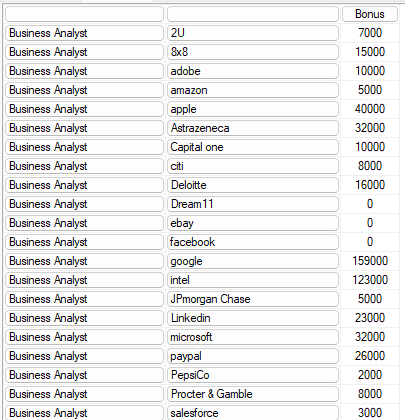 Bonus
Business Analyst 2U 7000
Business Analyst 8x8 15000
Business Analyst adobe 10000
Business Analyst amazon 5000
Business Analyst apple 40000
Business Analyst Astrazeneca 32000
Business Analyst Capital one 10000
Business Analyst citi 8000
Business Analyst Deloitte 16000
Business Analyst Dream11 0
Business Analyst ebay 0
Business Analyst facebook 0
Business Analyst google 159000
Business Analyst intel 123000
Business Analyst JPmorgan Chase 5000
Business Analyst Linkedin 23000
Business Analyst microsoft 32000
Business Analyst paypal 26000
Business Analyst PepsiCo 2000
Business Analyst Procter & Gamble 8000
Business Analyst salesforce 3000